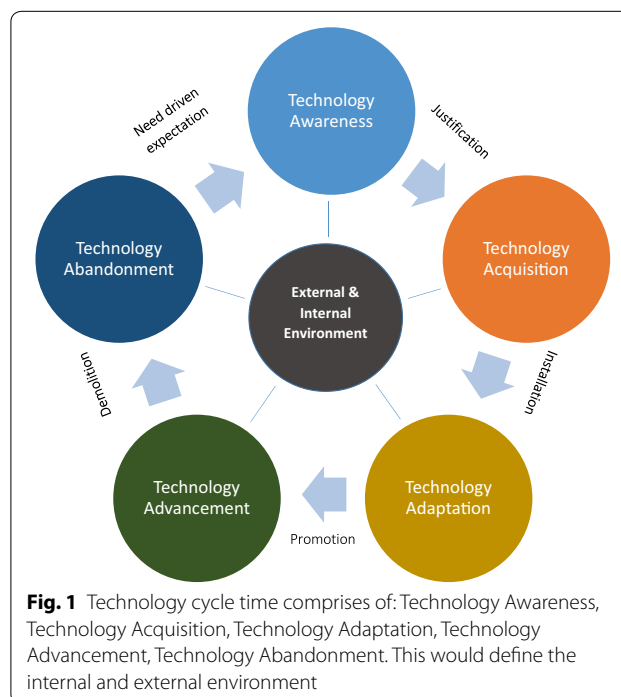 Technology
Awareness
Need driven
expectation
Justification
Technology
Abandonment
External &
Internal
Environment
Technology
Acquisition
Demolition
Installation
Technology
Advancement
Technology
Adaptation
Promotion
Fig. 1 Technology cycle time comprises of: Technology Awareness,
Technology Acquisition, Technology Adaptation, Technology
Advancement, Technology Abandonment. This would define the
internal and external environment